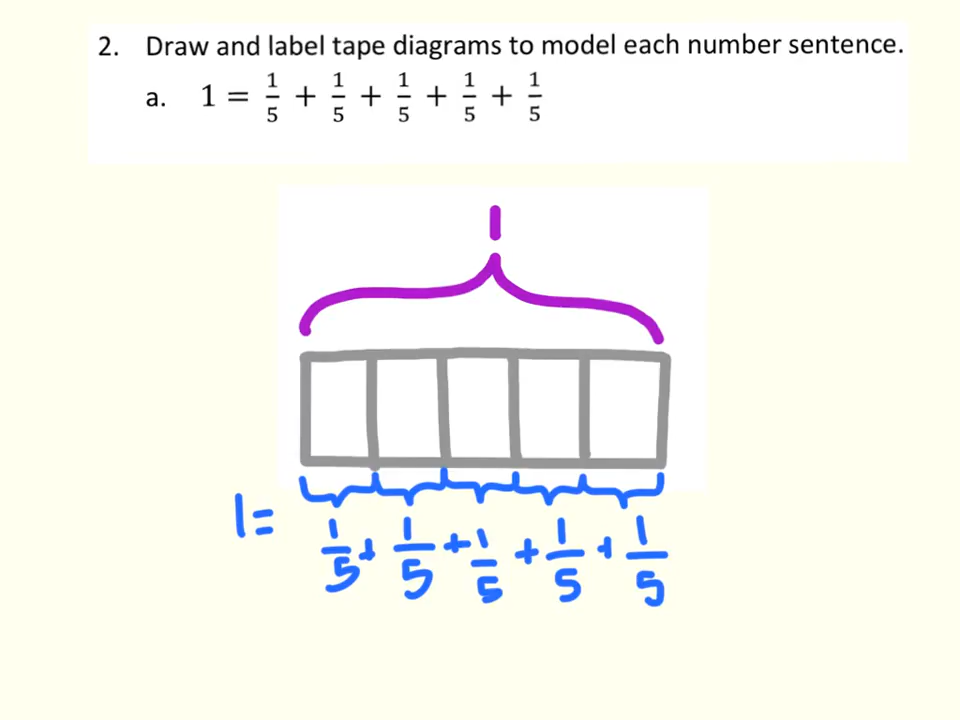 2. Draw and label tape diagrams to model each number sentence.
a. 1 = 1/5 + 1/5 + 1/5 + 1/5 + 1/5
1
1 = 1/5 + 1/5 + 1/5 + 1/5 + 1/5